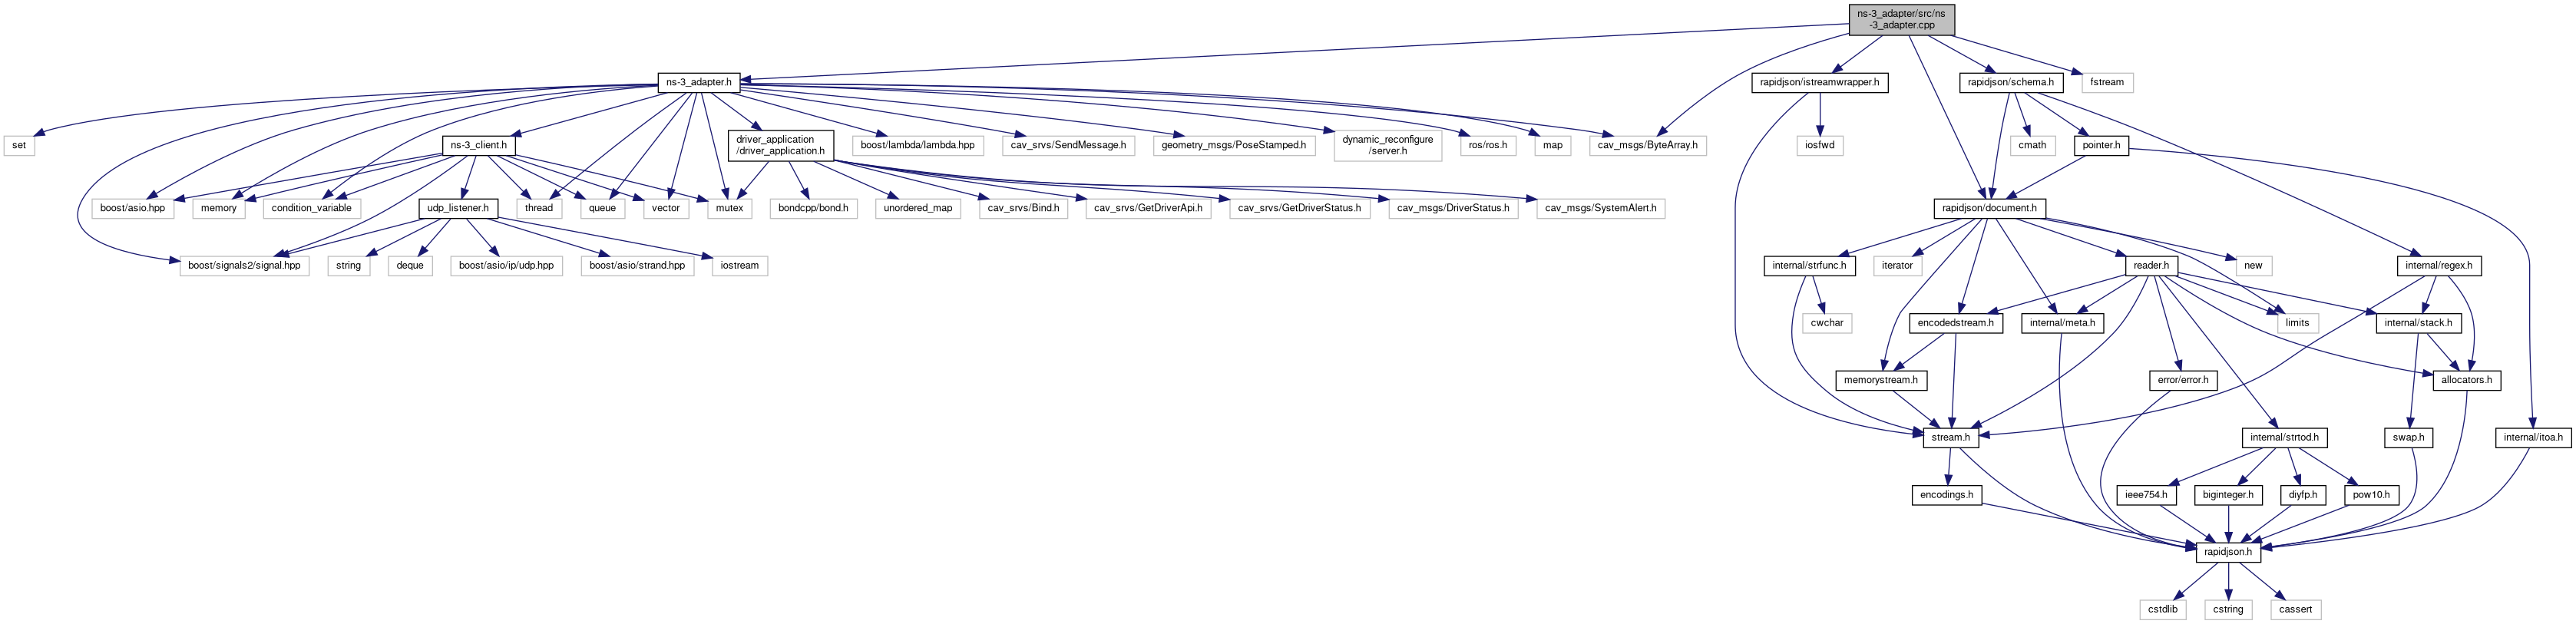 ns-3_adapter/src/ns
-3_adapter.cpp
ns-3_adapter.h
rapidjson/istreamwrapper.h
rapidjson/schema.h
fstream
set
ns-3_client.h
driver_application
/driver_application.h
boost/lambda/lambda.hpp
cav_srvs/SendMessage.h
geometry_msgs/PoseStamped.h
dynamic_reconfigure
/server.h
ros/ros.h
map
cav_msgs/ByteArray.h
iosfwd
cmath
pointer.h
boost/asio.hpp
memory
condition_variable
udp_listener.h
thread
queue
vector
mutex
bondcpp/bond.h
unordered_map
cav_srvs/Bind.h
cav_srvs/GetDriverApi.h
cav_srvs/GetDriverStatus.h
cav_msgs/DriverStatus.h
cav_msgs/SystemAlert.h
rapidjson/document.h
boost/signals2/signal.hpp
string
deque
boost/asio/ip/udp.hpp
boost/asio/strand.hpp
iostream
internal/strfunc.h
iterator
reader.h
new
internal/regex.h
cwchar
encodedstream.h
internal/meta.h
limits
internal/stack.h
memorystream.h
error/error.h
allocators.h
stream.h
internal/strtod.h
swap.h
internal/itoa.h
encodings.h
ieee754.h
biginteger.h
diyfp.h
pow10.h
rapidjson.h
cstdlib
cstring
cassert